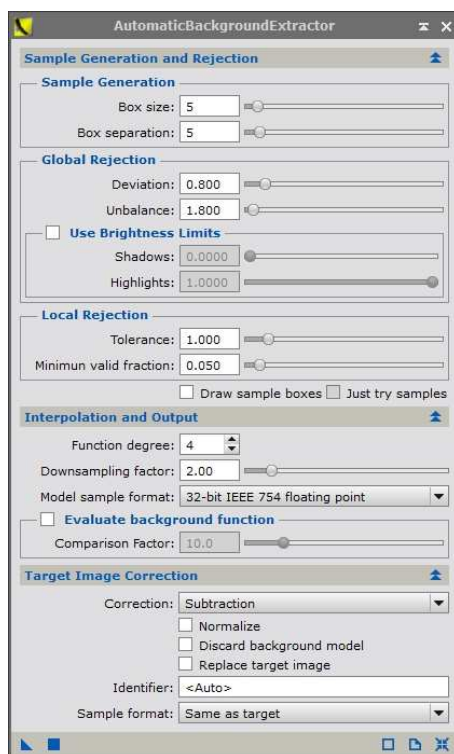 AutomaticBackgroundExtractor
Sample Generation and Rejection
Sample Generation
Box size: 5
Box separation: 5
Global Rejection
Deviation: 0.800
Unbalance: 1.800
Use Brightness Limits
Shadows: 0.0000
Highlights: 1.0000
Local Rejection
Tolerance: 1.000
Minimun valid fraction: 0.050
Draw sample boxes Just try samples
Interpolation and Output
Function degree: 4
Downsampling factor: 2.00
Model sample format: 32-bit IEEE 754 floating point
Evaluate background function
Comparison Factor: 10.0
Target Image Correction
Correction: Subtraction
Normalize
Discard background model
Replace target image
Identifier: <Auto>
Sample format: Same as target